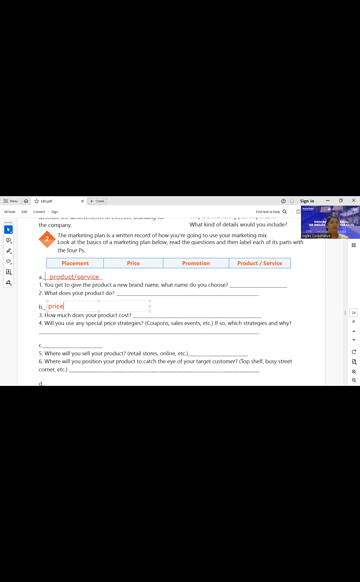 Menu
Create
Sign in
All tools Edit Convert Sign
Find text or tools
the company.
What kind of details would you include?
2
The marketing plan is a written record of how you're going to use your marketing mix.
Look at the basics of a marketing plan below, read the questions and then label each of its parts with
the four Ps.
Placement Price Promotion Product / Service
a. product/service
1. You get to give the product a new brand name, what name do you choose?
2. What does your product do?
b. price
3. How much does your product cost?
4. Will you use any special price strategies? (Coupons, sales events, etc.) If so, which strategies and why?
c.
5. Where will you sell your product? (retail stores, online, etc.)
6. Where will you position your product to catch the eye of your target customer? (Top shelf, busy street
corner, etc.)
d.